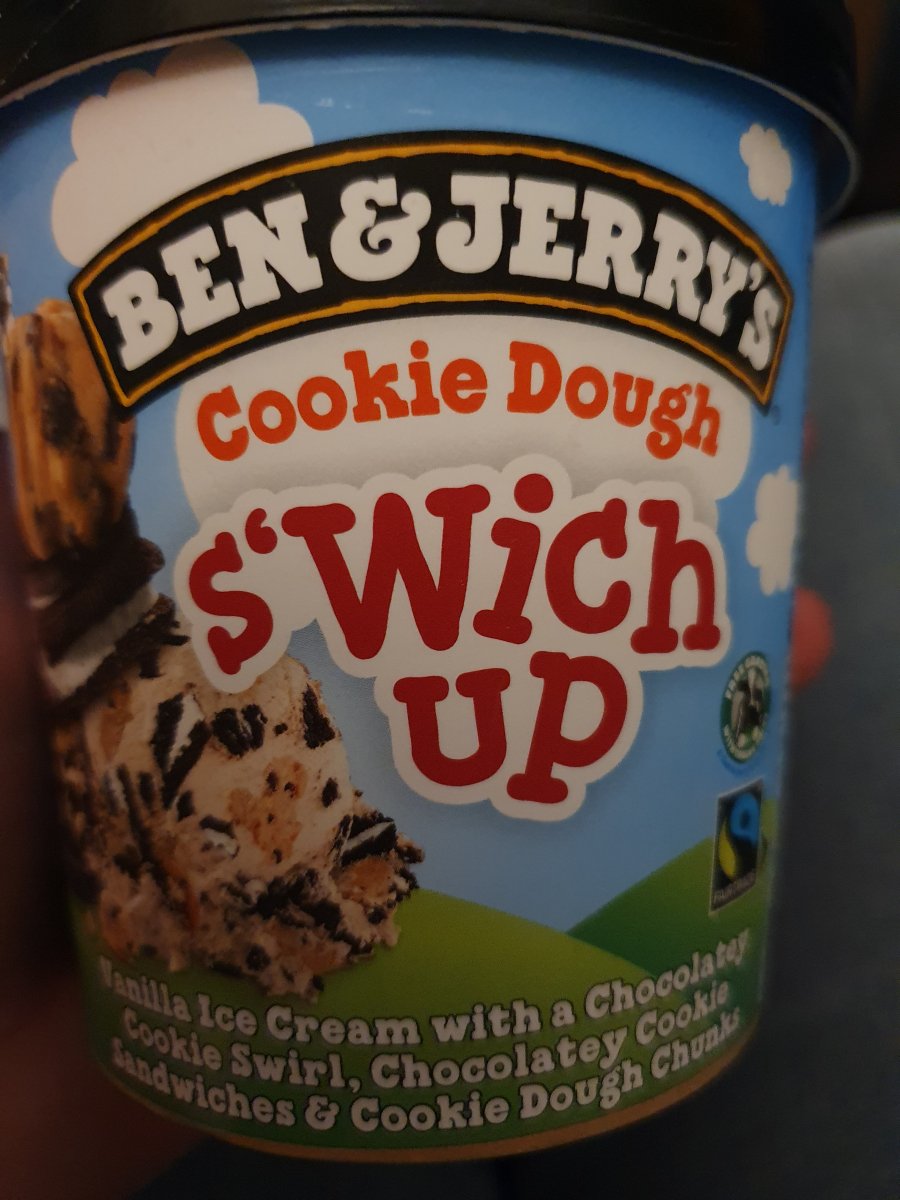 BEN & JERRY'S
Cookie Dough
S'Wich
up
FAIRTRADE
Vanilla Ice Cream with a Chocolatey
Cookie Swirl, Chocolatey Cookie
Sandwiches & Cookie Dough Chunks